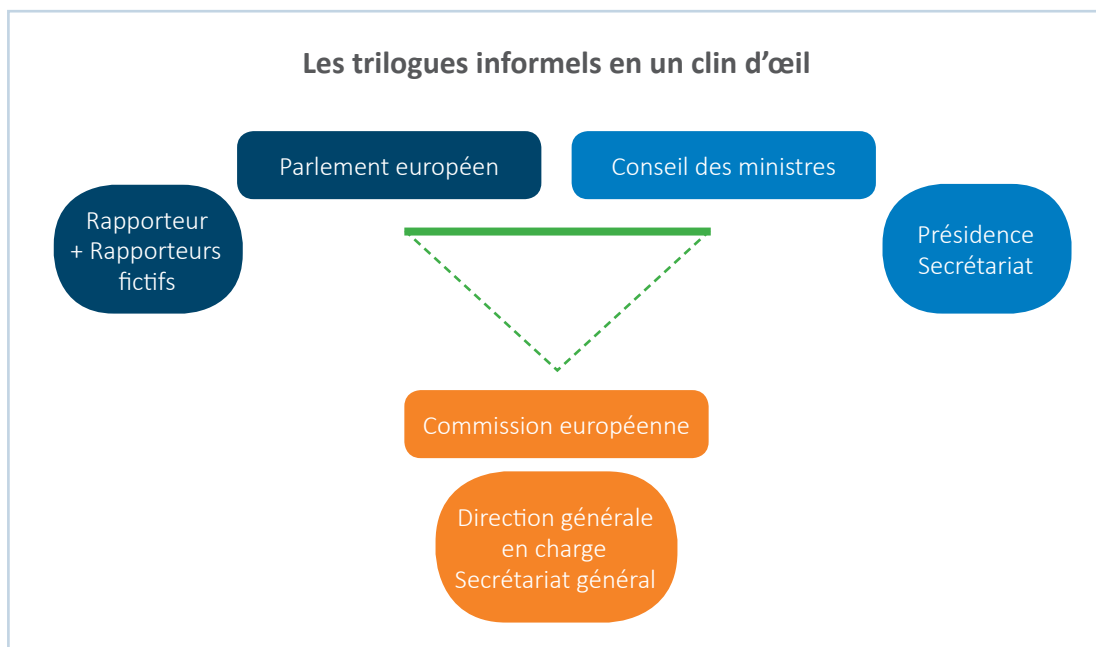 Les trilogues informels en un clin d’œil
Parlement européen
Conseil des ministres
Rapporteur
+ Rapporteurs
fictifs
Présidence
Secrétariat
Commission européenne
Direction générale
en charge
Secrétariat général